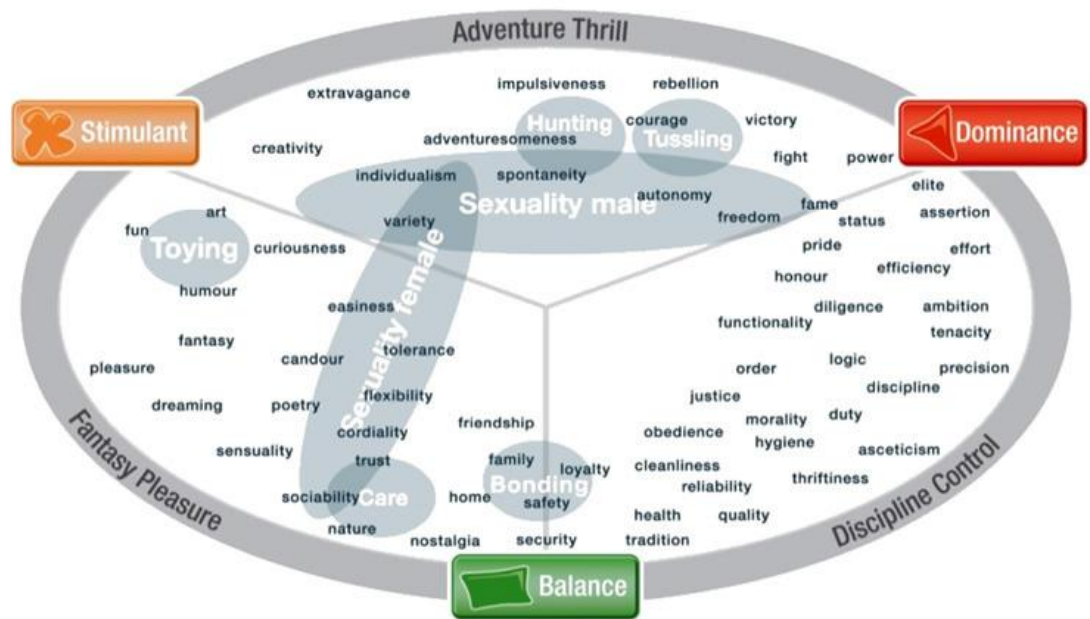 Adventure Thrill
impulsiveness
rebellion
extravagance
Stimulant
Hunting
courage
Tussling
victory
Dominance
creativity
adventuresomeness
fight
power
individualism
spontaneity
elite
autonomy
Sexuality male
fame
art
variety
freedom
status
assertion
fun
Toying
curiousness
pride
effort
honour
efficiency
humour
easiness
Sexuality female
diligence
ambition
functionality
tenacity
fantasy
candour
tolerance
order
logic
precision
pleasure
discipline
dreaming
poetry
flexibility
justice
morality
duty
friendship
cordiality
obedience
hygiene
sensuality
asceticism
trust
family
loyalty
cleanliness
thriftiness
Bonding
reliability
sociability
Care
home
safety
nature
health
quality
nostalgia
security
tradition
Fantasy Pleasure
Discipline Control
Balance